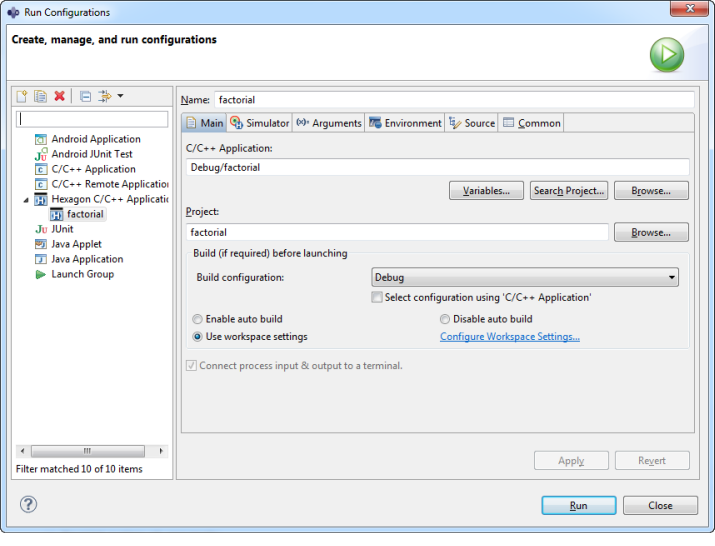 Run Configurations
Create, manage, and run configurations
Name: factorial
Main Simulator (x)= Arguments Environment Source Common
Android Application
Android JUnit Test
C/C++ Application
C/C++ Remote Application
Hexagon C/C++ Applicatio
factorial
JUnit
Java Applet
Java Application
Launch Group
Filter matched 10 of 10 items
C/C++ Application:
Debug/factorial
Variables... Search Project... Browse...
Project:
factorial
Browse...
Build (if required) before launching
Build configuration: Debug
Select configuration using 'C/C++ Application'
Enable auto build Disable auto build
Use workspace settings Configure Workspace Settings...
Connect process input & output to a terminal.
Apply Revert
Run Close